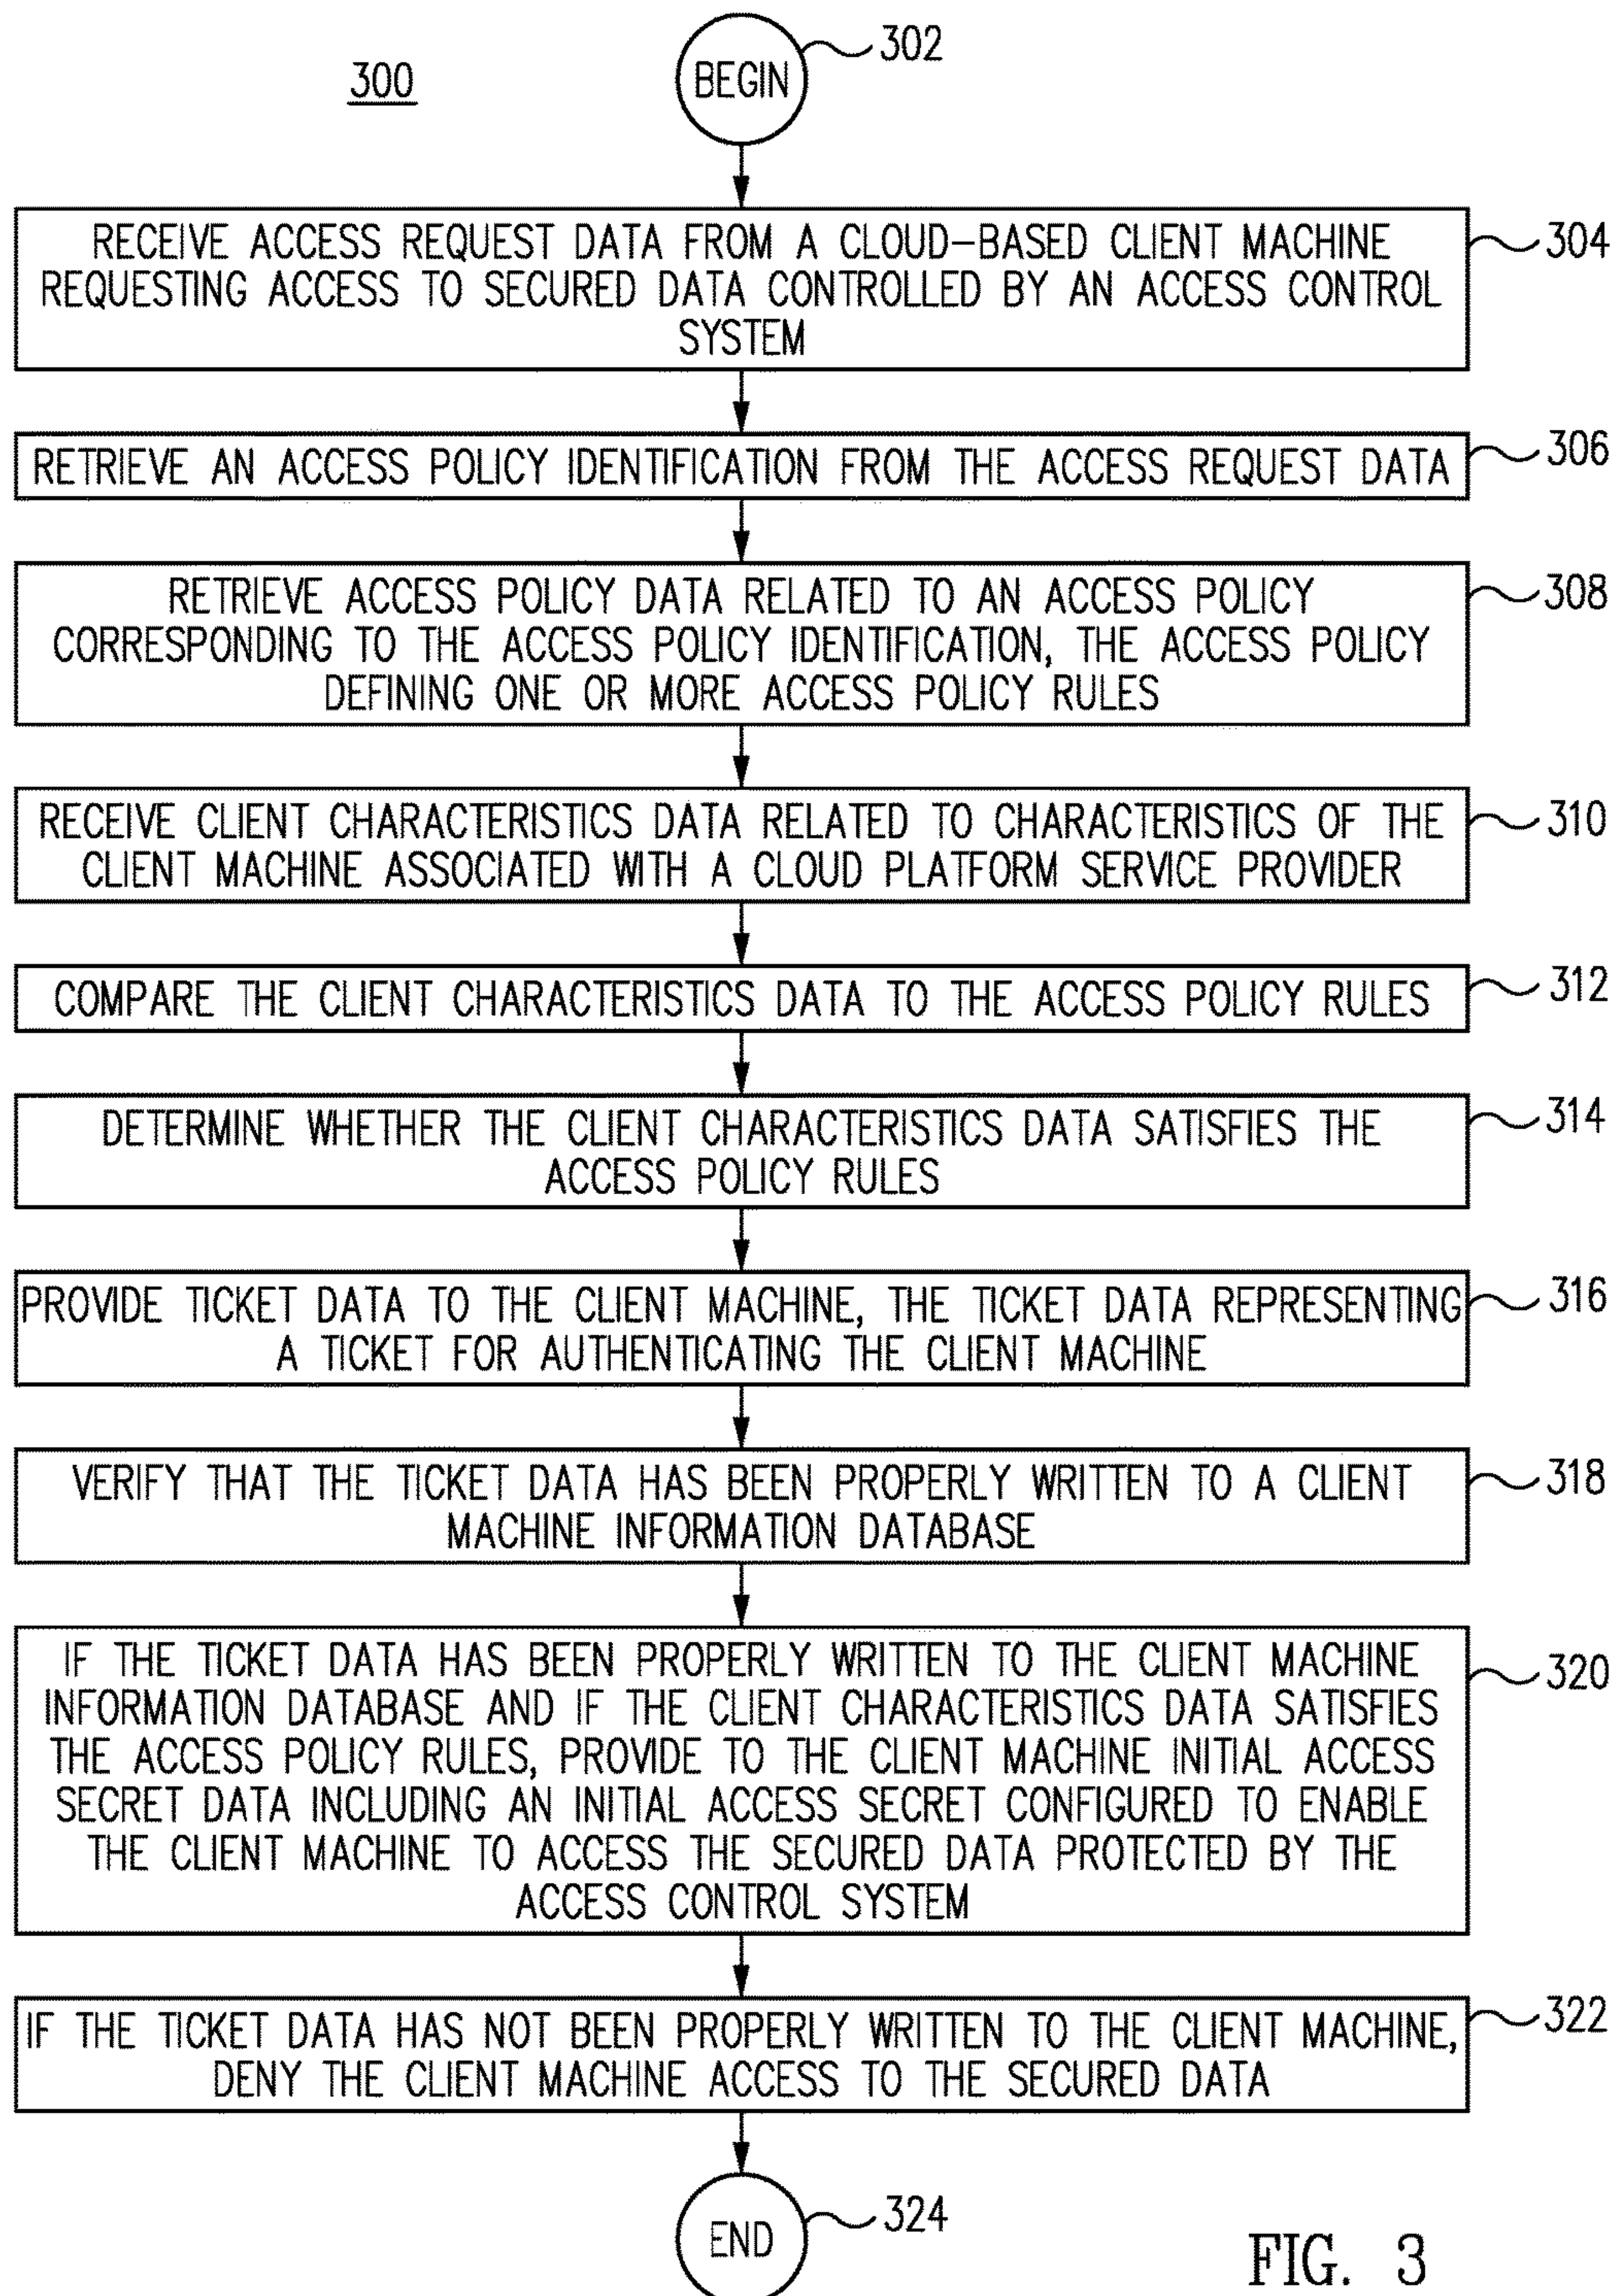 300
BEGIN
302
RECEIVE ACCESS REQUEST DATA FROM A CLOUD-BASED CLIENT MACHINE
REQUESTING ACCESS TO SECURED DATA CONTROLLED BY AN ACCESS CONTROL
SYSTEM
304
RETRIEVE AN ACCESS POLICY IDENTIFICATION FROM THE ACCESS REQUEST DATA
306
RETRIEVE ACCESS POLICY DATA RELATED TO AN ACCESS POLICY
CORRESPONDING TO THE ACCESS POLICY IDENTIFICATION, THE ACCESS POLICY
DEFINING ONE OR MORE ACCESS POLICY RULES
308
RECEIVE CLIENT CHARACTERISTICS DATA RELATED TO CHARACTERISTICS OF THE
CLIENT MACHINE ASSOCIATED WITH A CLOUD PLATFORM SERVICE PROVIDER
310
COMPARE THE CLIENT CHARACTERISTICS DATA TO THE ACCESS POLICY RULES
312
DETERMINE WHETHER THE CLIENT CHARACTERISTICS DATA SATISFIES THE
ACCESS POLICY RULES
314
PROVIDE TICKET DATA TO THE CLIENT MACHINE, THE TICKET DATA REPRESENTING
A TICKET FOR AUTHENTICATING THE CLIENT MACHINE
316
VERIFY THAT THE TICKET DATA HAS BEEN PROPERLY WRITTEN TO A CLIENT
MACHINE INFORMATION DATABASE
318
IF THE TICKET DATA HAS BEEN PROPERLY WRITTEN TO THE CLIENT MACHINE
INFORMATION DATABASE AND IF THE CLIENT CHARACTERISTICS DATA SATISFIES
THE ACCESS POLICY RULES, PROVIDE TO THE CLIENT MACHINE INITIAL ACCESS
SECRET DATA INCLUDING AN INITIAL ACCESS SECRET CONFIGURED TO ENABLE
THE CLIENT MACHINE TO ACCESS THE SECURED DATA PROTECTED BY THE
ACCESS CONTROL SYSTEM
320
IF THE TICKET DATA HAS NOT BEEN PROPERLY WRITTEN TO THE CLIENT MACHINE,
DENY THE CLIENT MACHINE ACCESS TO THE SECURED DATA
322
END
324
FIG. 3